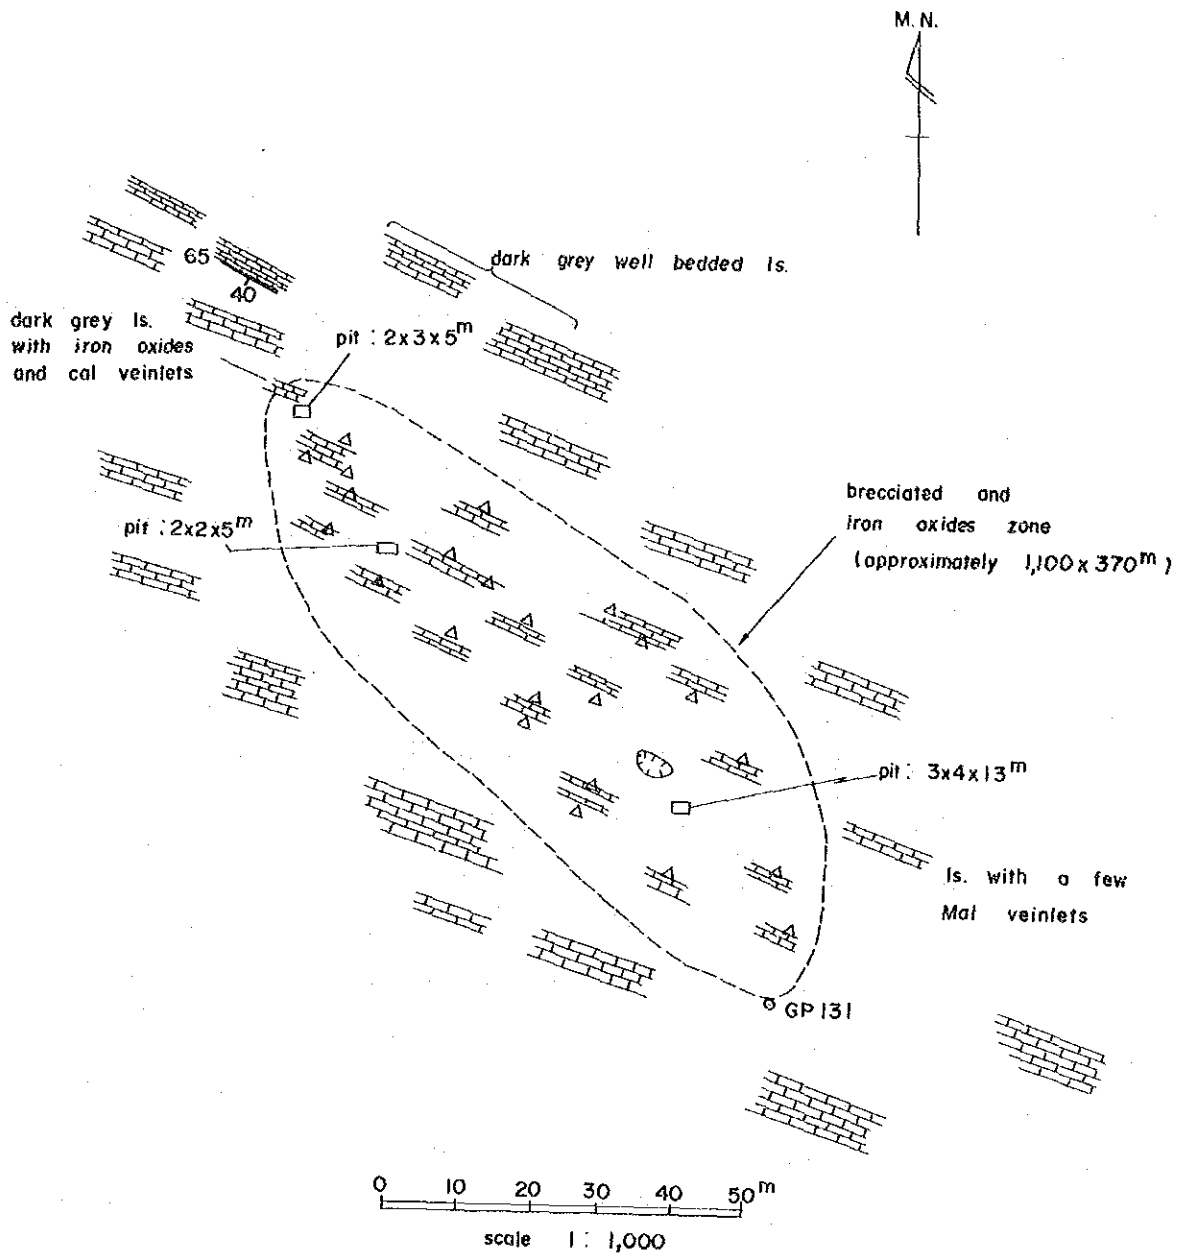 M. N.
dark grey well bedded ls.
65
40
dark grey ls.
with iron oxides
and cal veinlets
pit : 2x3x5m
brecciated and
iron oxides zone
(approximately 1,100x370m)
pit : 2x2x5m
pit : 3x4x13m
ls. with a few
Mal veinlets
GP 131
0 10 20 30 40 50m
scale 1 : 1,000